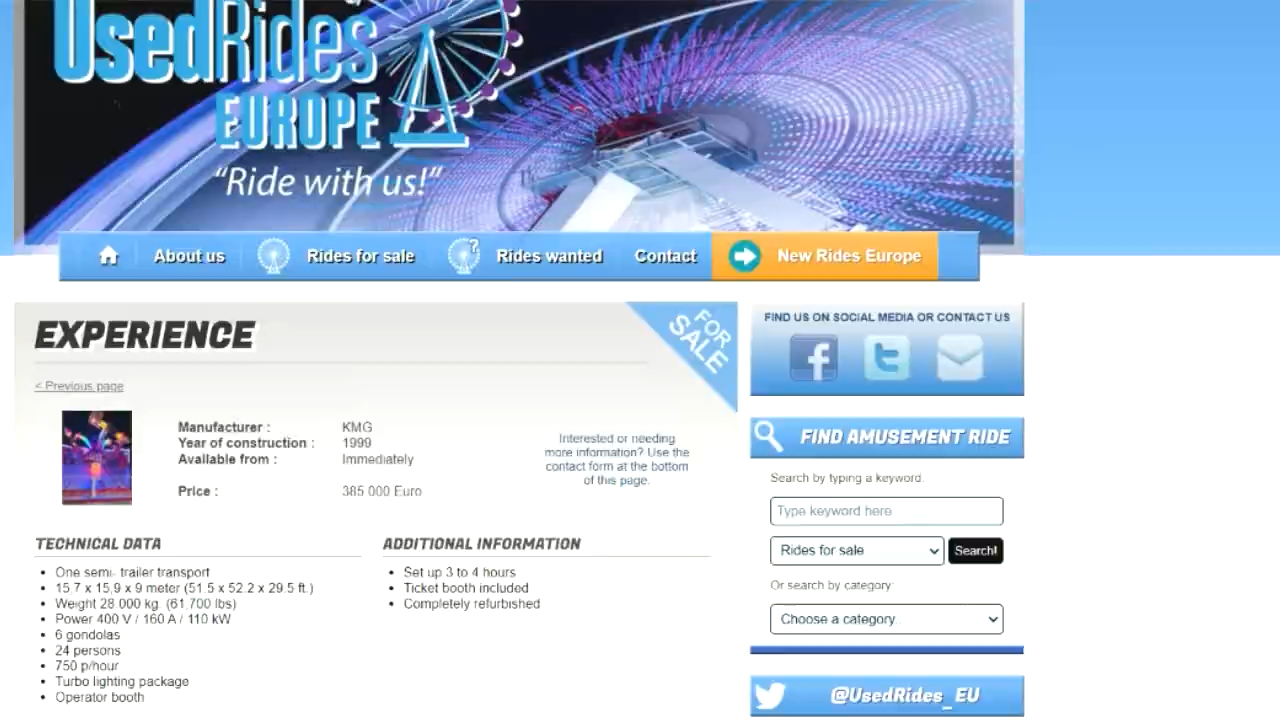 UsedRides
EUROPE
"Ride with us!"
About us
Rides for sale
?
Rides wanted
Contact
New Rides Europe
EXPERIENCE
FOR
SALE
< Previous page
Manufacturer : KMG
Year of construction : 1999
Available from : Immediately
Price : 385 000 Euro
Interested or needing
more information? Use the
contact form at the bottom
of this page.
TECHNICAL DATA
One semi- trailer transport
15,7 x 15,9 x 9 meter (51.5 x 52.2 x 29.5 ft.)
Weight 28 000 kg. (61,700 lbs)
Power 400 V / 160 A / 110 kW
6 gondolas
24 persons
750 p/hour
Turbo lighting package
Operator booth
ADDITIONAL INFORMATION
Set up 3 to 4 hours
Ticket booth included
Completely refurbished
FIND US ON SOCIAL MEDIA OR CONTACT US
f
t
FIND AMUSEMENT RIDE
Search by typing a keyword.
Type keyword here
Rides for sale
Search!
Or search by category:
Choose a category..
@UsedRides_EU